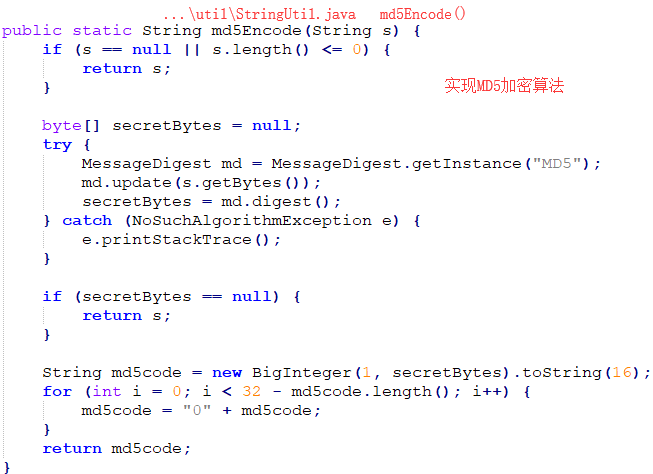 ...\util\StringUtil.java   md5Encode()
public static String md5Encode(String s) {
    if (s == null || s.length() <= 0) {
        return s;
    }
实现MD5加密算法
    byte[] secretBytes = null;
    try {
        MessageDigest md = MessageDigest.getInstance("MD5");
        md.update(s.getBytes());
        secretBytes = md.digest();
    } catch (NoSuchAlgorithmException e) {
        e.printStackTrace();
    }
    if (secretBytes == null) {
        return s;
    }
    String md5code = new BigInteger(1, secretBytes).toString(16);
    for (int i = 0; i < 32 - md5code.length(); i++) {
        md5code = "0" + md5code;
    }
    return md5code;
}